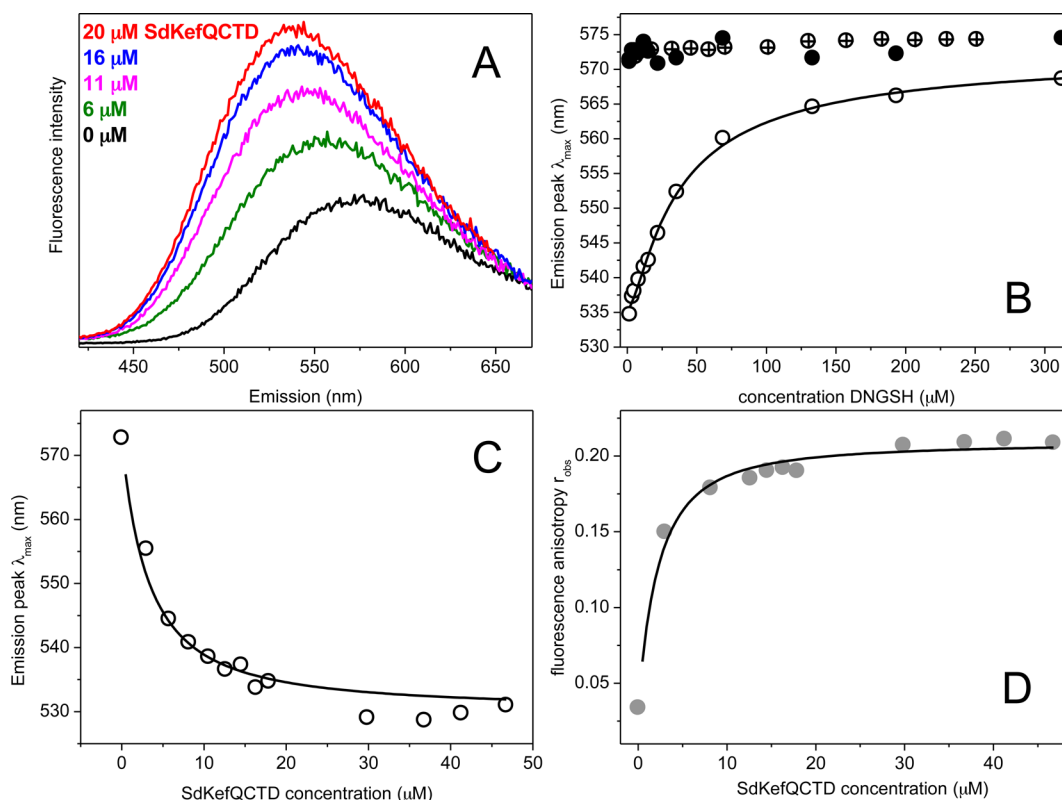 20 μM SdKefQCTD
16 μM
11 μM
6 μM
0 μM
A
Fluorescence intensity
450 500 550 600 650
Emission (nm)
B
Emission peak λmax (nm)
575
570
565
560
555
550
545
540
535
530
0 50 100 150 200 250 300
concentration DNGSH (μM)
C
Emission peak λmax (nm)
570
560
550
540
530
0 10 20 30 40 50
SdKefQCTD concentration (μM)
D
fluorescence anisotropy robs
0.20
0.15
0.10
0.05
0 10 20 30 40
SdKefQCTD concentration (μM)